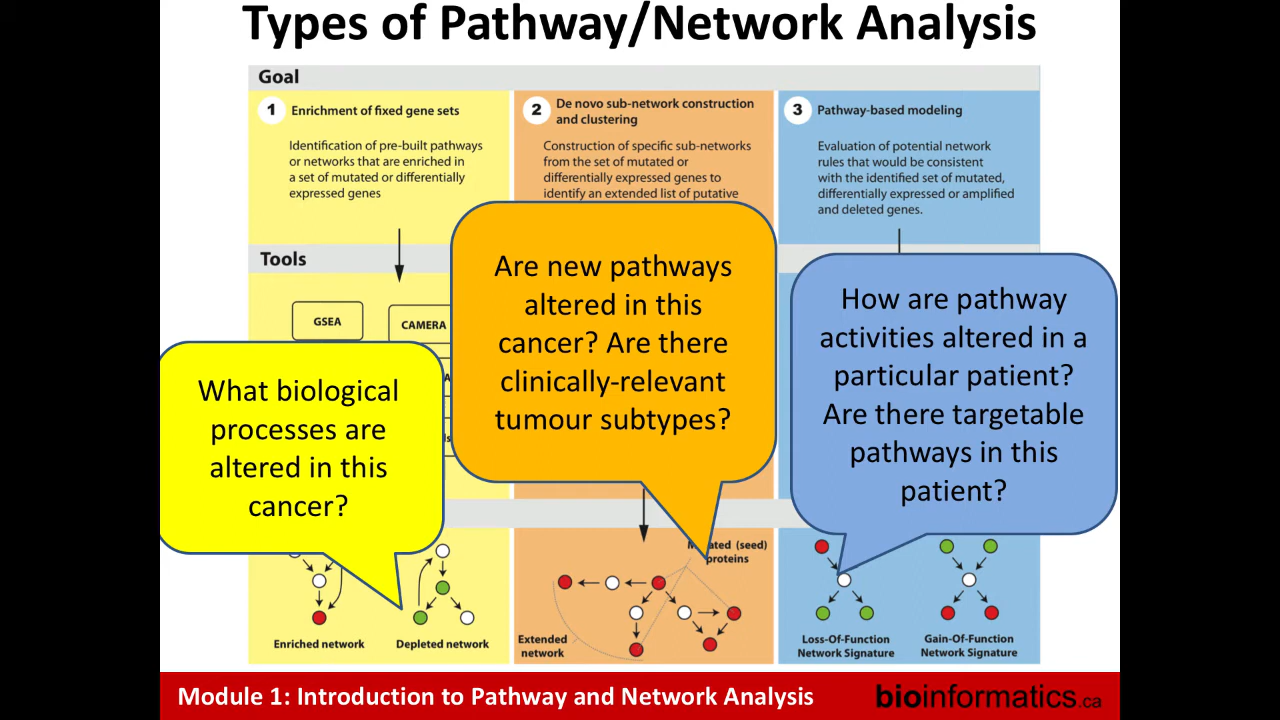 Types of Pathway/Network Analysis
Goal
1 Enrichment of fixed gene sets
Identification of pre-built pathways
or networks that are enriched in
a set of mutated or differentially
expressed genes
2 De novo sub-network construction
and clustering
Construction of specific sub-networks
from the set of mutated or
differentially expressed genes to
identify an extended list of putative
3 Pathway-based modeling
Evaluation of potential network
rules that would be consistent
with the identified set of mutated,
differentially expressed or amplified
and deleted genes.
Tools
GSEA
CAMERA
What biological
processes are
altered in this
cancer?
Are new pathways
altered in this
cancer? Are there
clinically-relevant
tumour subtypes?
How are pathway
activities altered in a
particular patient?
Are there targetable
pathways in this
patient?
Enriched network
Depleted network
(seed)
proteins
Extended
network
Loss-Of-Function
Network Signature
Gain-Of-Function
Network Signature
Module 1: Introduction to Pathway and Network Analysis
bioinformatics.ca